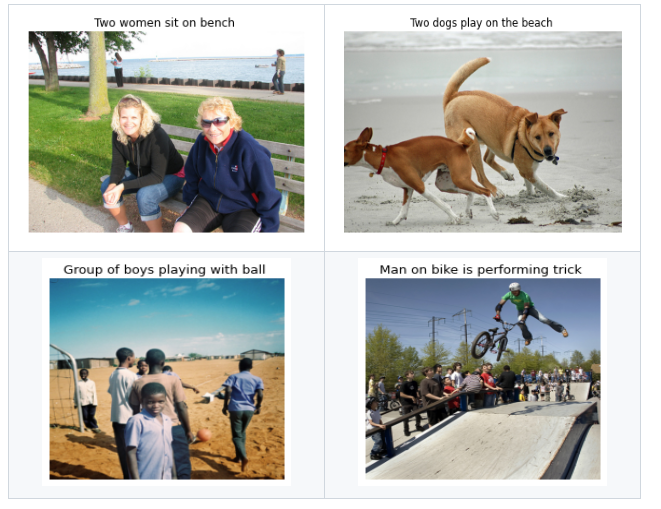 Two women sit on bench
Two dogs play on the beach
Group of boys playing with ball
Man on bike is performing trick